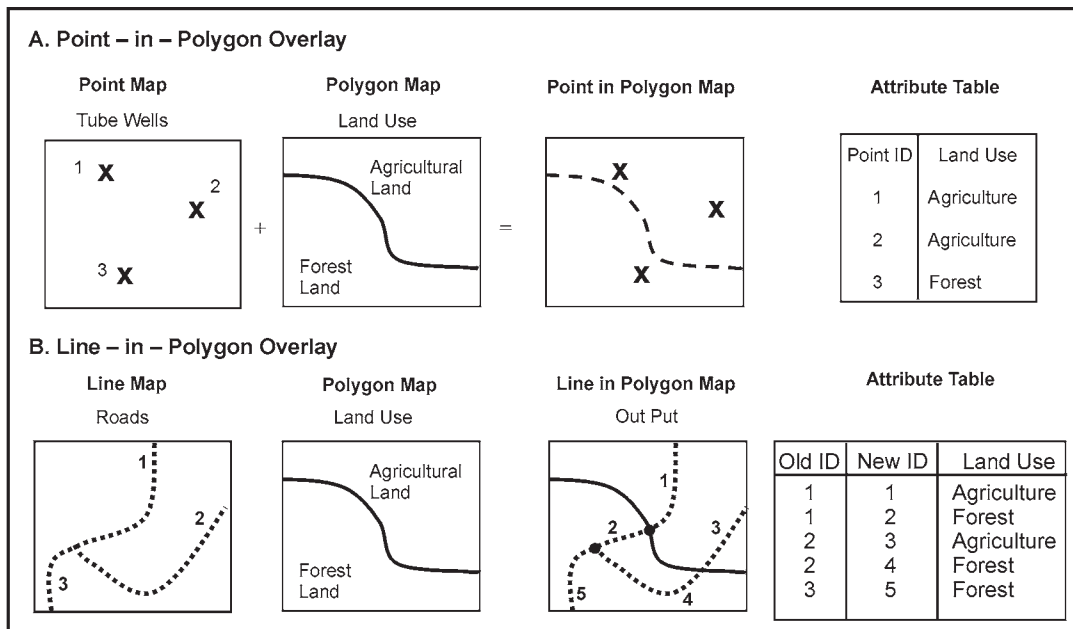 A. Point – in – Polygon Overlay
Point Map
Polygon Map
Point in Polygon Map
Attribute Table
Tube Wells
Land Use
1 X
2
X
3 X
+
Agricultural
Land
Forest
Land
=
X
X
X
Point ID Land Use
1 Agriculture
2 Agriculture
3 Forest
B. Line – in – Polygon Overlay
Line Map
Polygon Map
Line in Polygon Map
Attribute Table
Roads
Land Use
Out Put
1
2
3
Agricultural
Land
Forest
Land
1
2
3
5
4
Old ID New ID Land Use
1 1 Agriculture
1 2 Forest
2 3 Agriculture
2 4 Forest
3 5 Forest